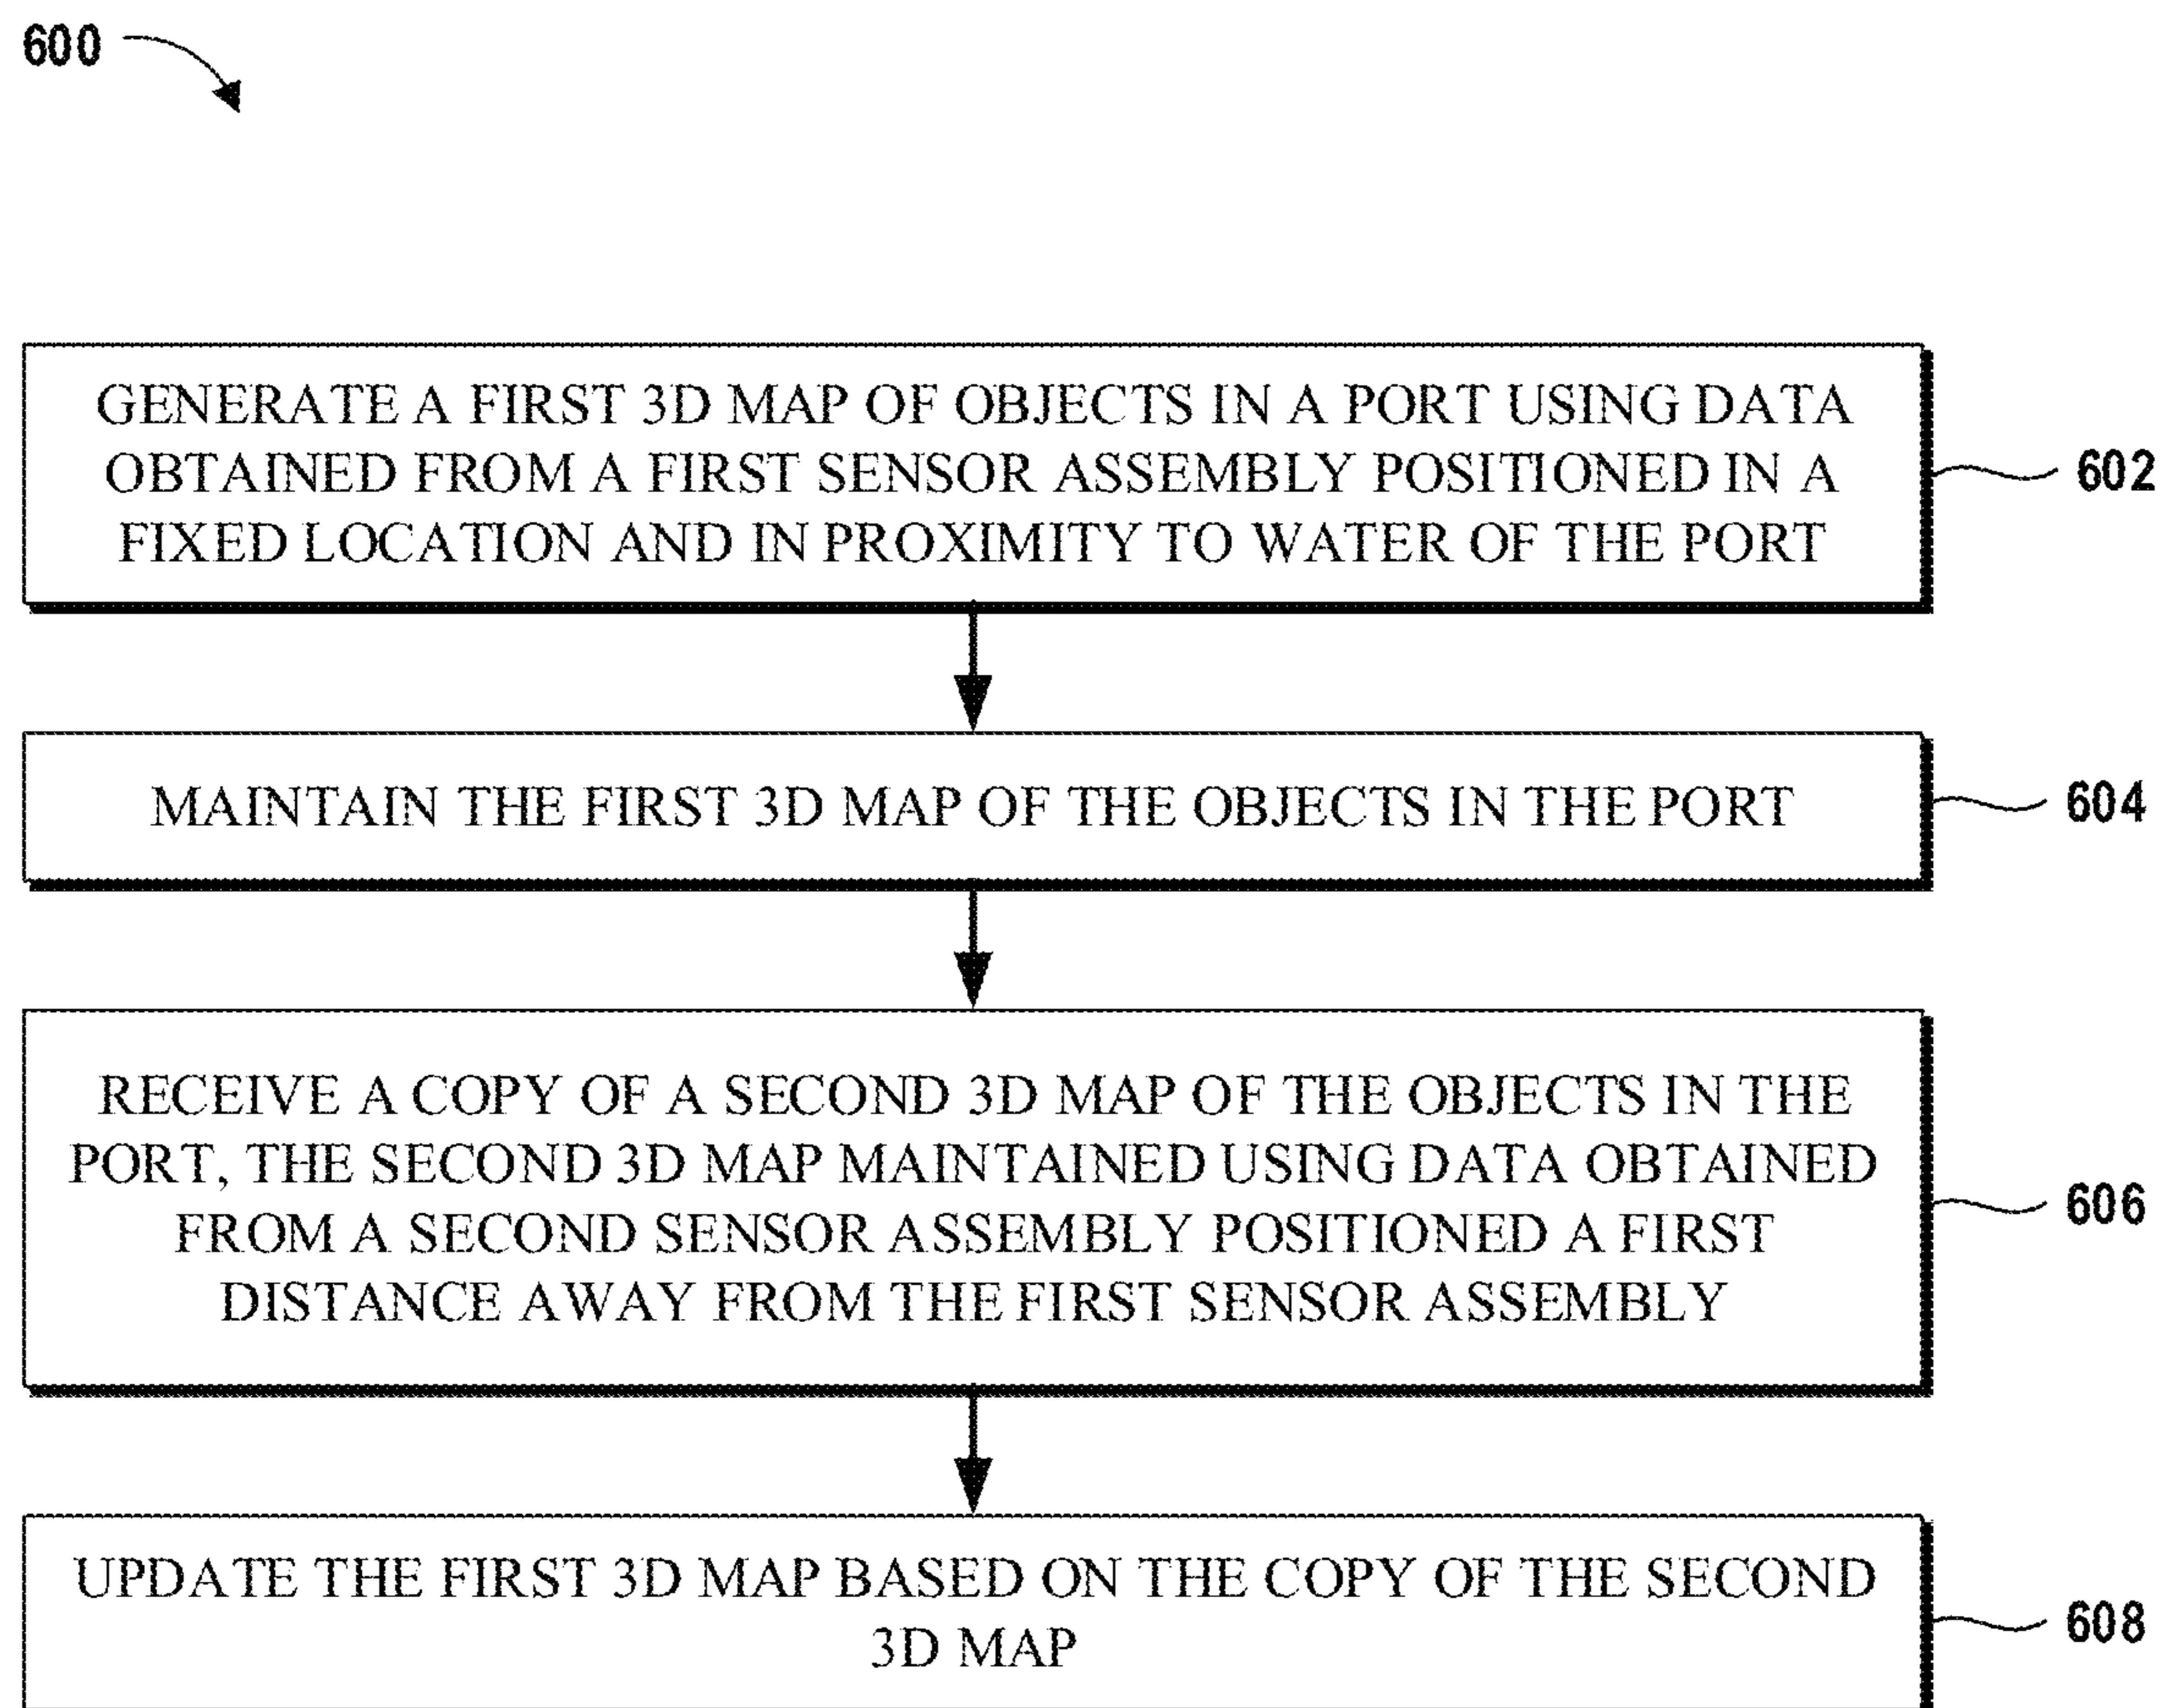 600
GENERATE A FIRST 3D MAP OF OBJECTS IN A PORT USING DATA
OBTAINED FROM A FIRST SENSOR ASSEMBLY POSITIONED IN A
FIXED LOCATION AND IN PROXIMITY TO WATER OF THE PORT
602
MAINTAIN THE FIRST 3D MAP OF THE OBJECTS IN THE PORT
604
RECEIVE A COPY OF A SECOND 3D MAP OF THE OBJECTS IN THE
PORT, THE SECOND 3D MAP MAINTAINED USING DATA OBTAINED
FROM A SECOND SENSOR ASSEMBLY POSITIONED A FIRST
DISTANCE AWAY FROM THE FIRST SENSOR ASSEMBLY
606
UPDATE THE FIRST 3D MAP BASED ON THE COPY OF THE SECOND
3D MAP
608